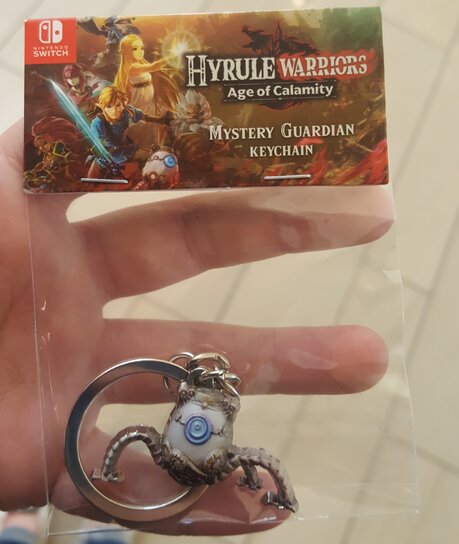 NINTENDO
SWITCH
HYRULE WARRIORS
Age of Calamity
MYSTERY GUARDIAN
KEYCHAIN